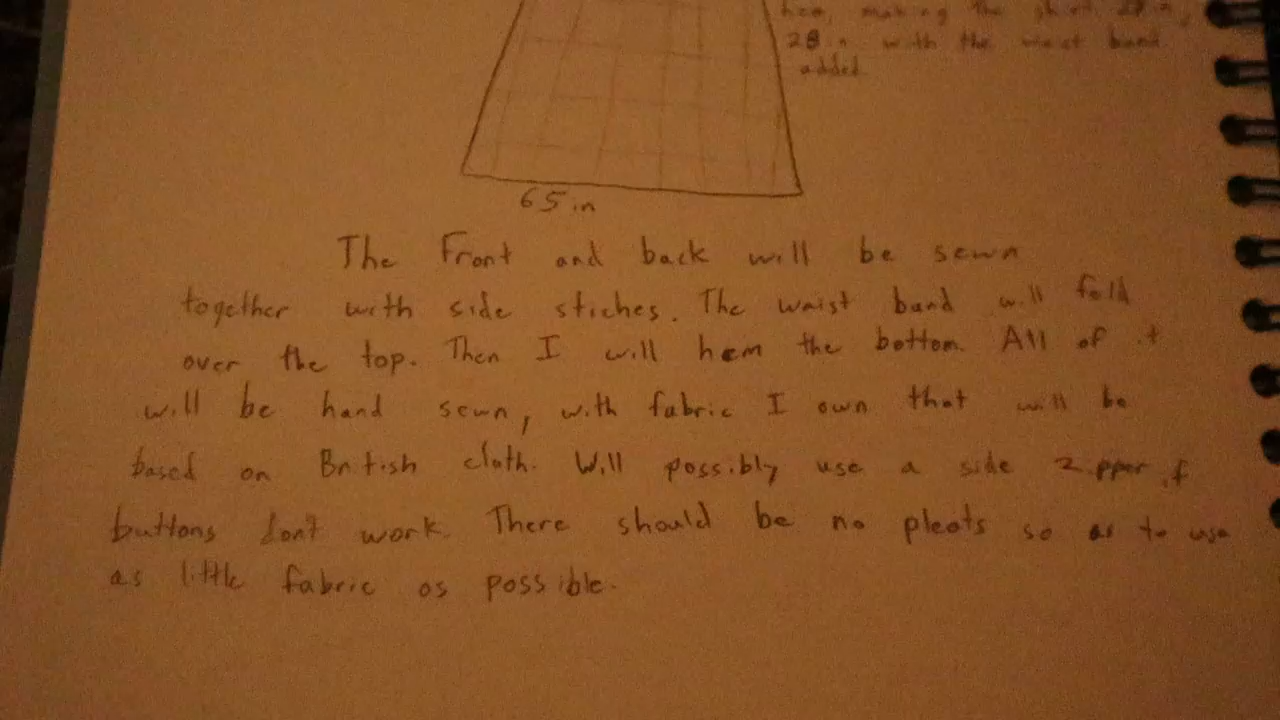 hem, making the skirt
28 in with the waist band
added
65 in
The Front and back will be sewn
together with side stiches. The waist band will fold
over the top. Then I will hem the bottom. All of it
will be hand sewn, with fabric I own that will be
based on British cloth. Will possibly use a side zipper if
buttons don't work. There should be no pleats so as to use
as little fabric as possible.